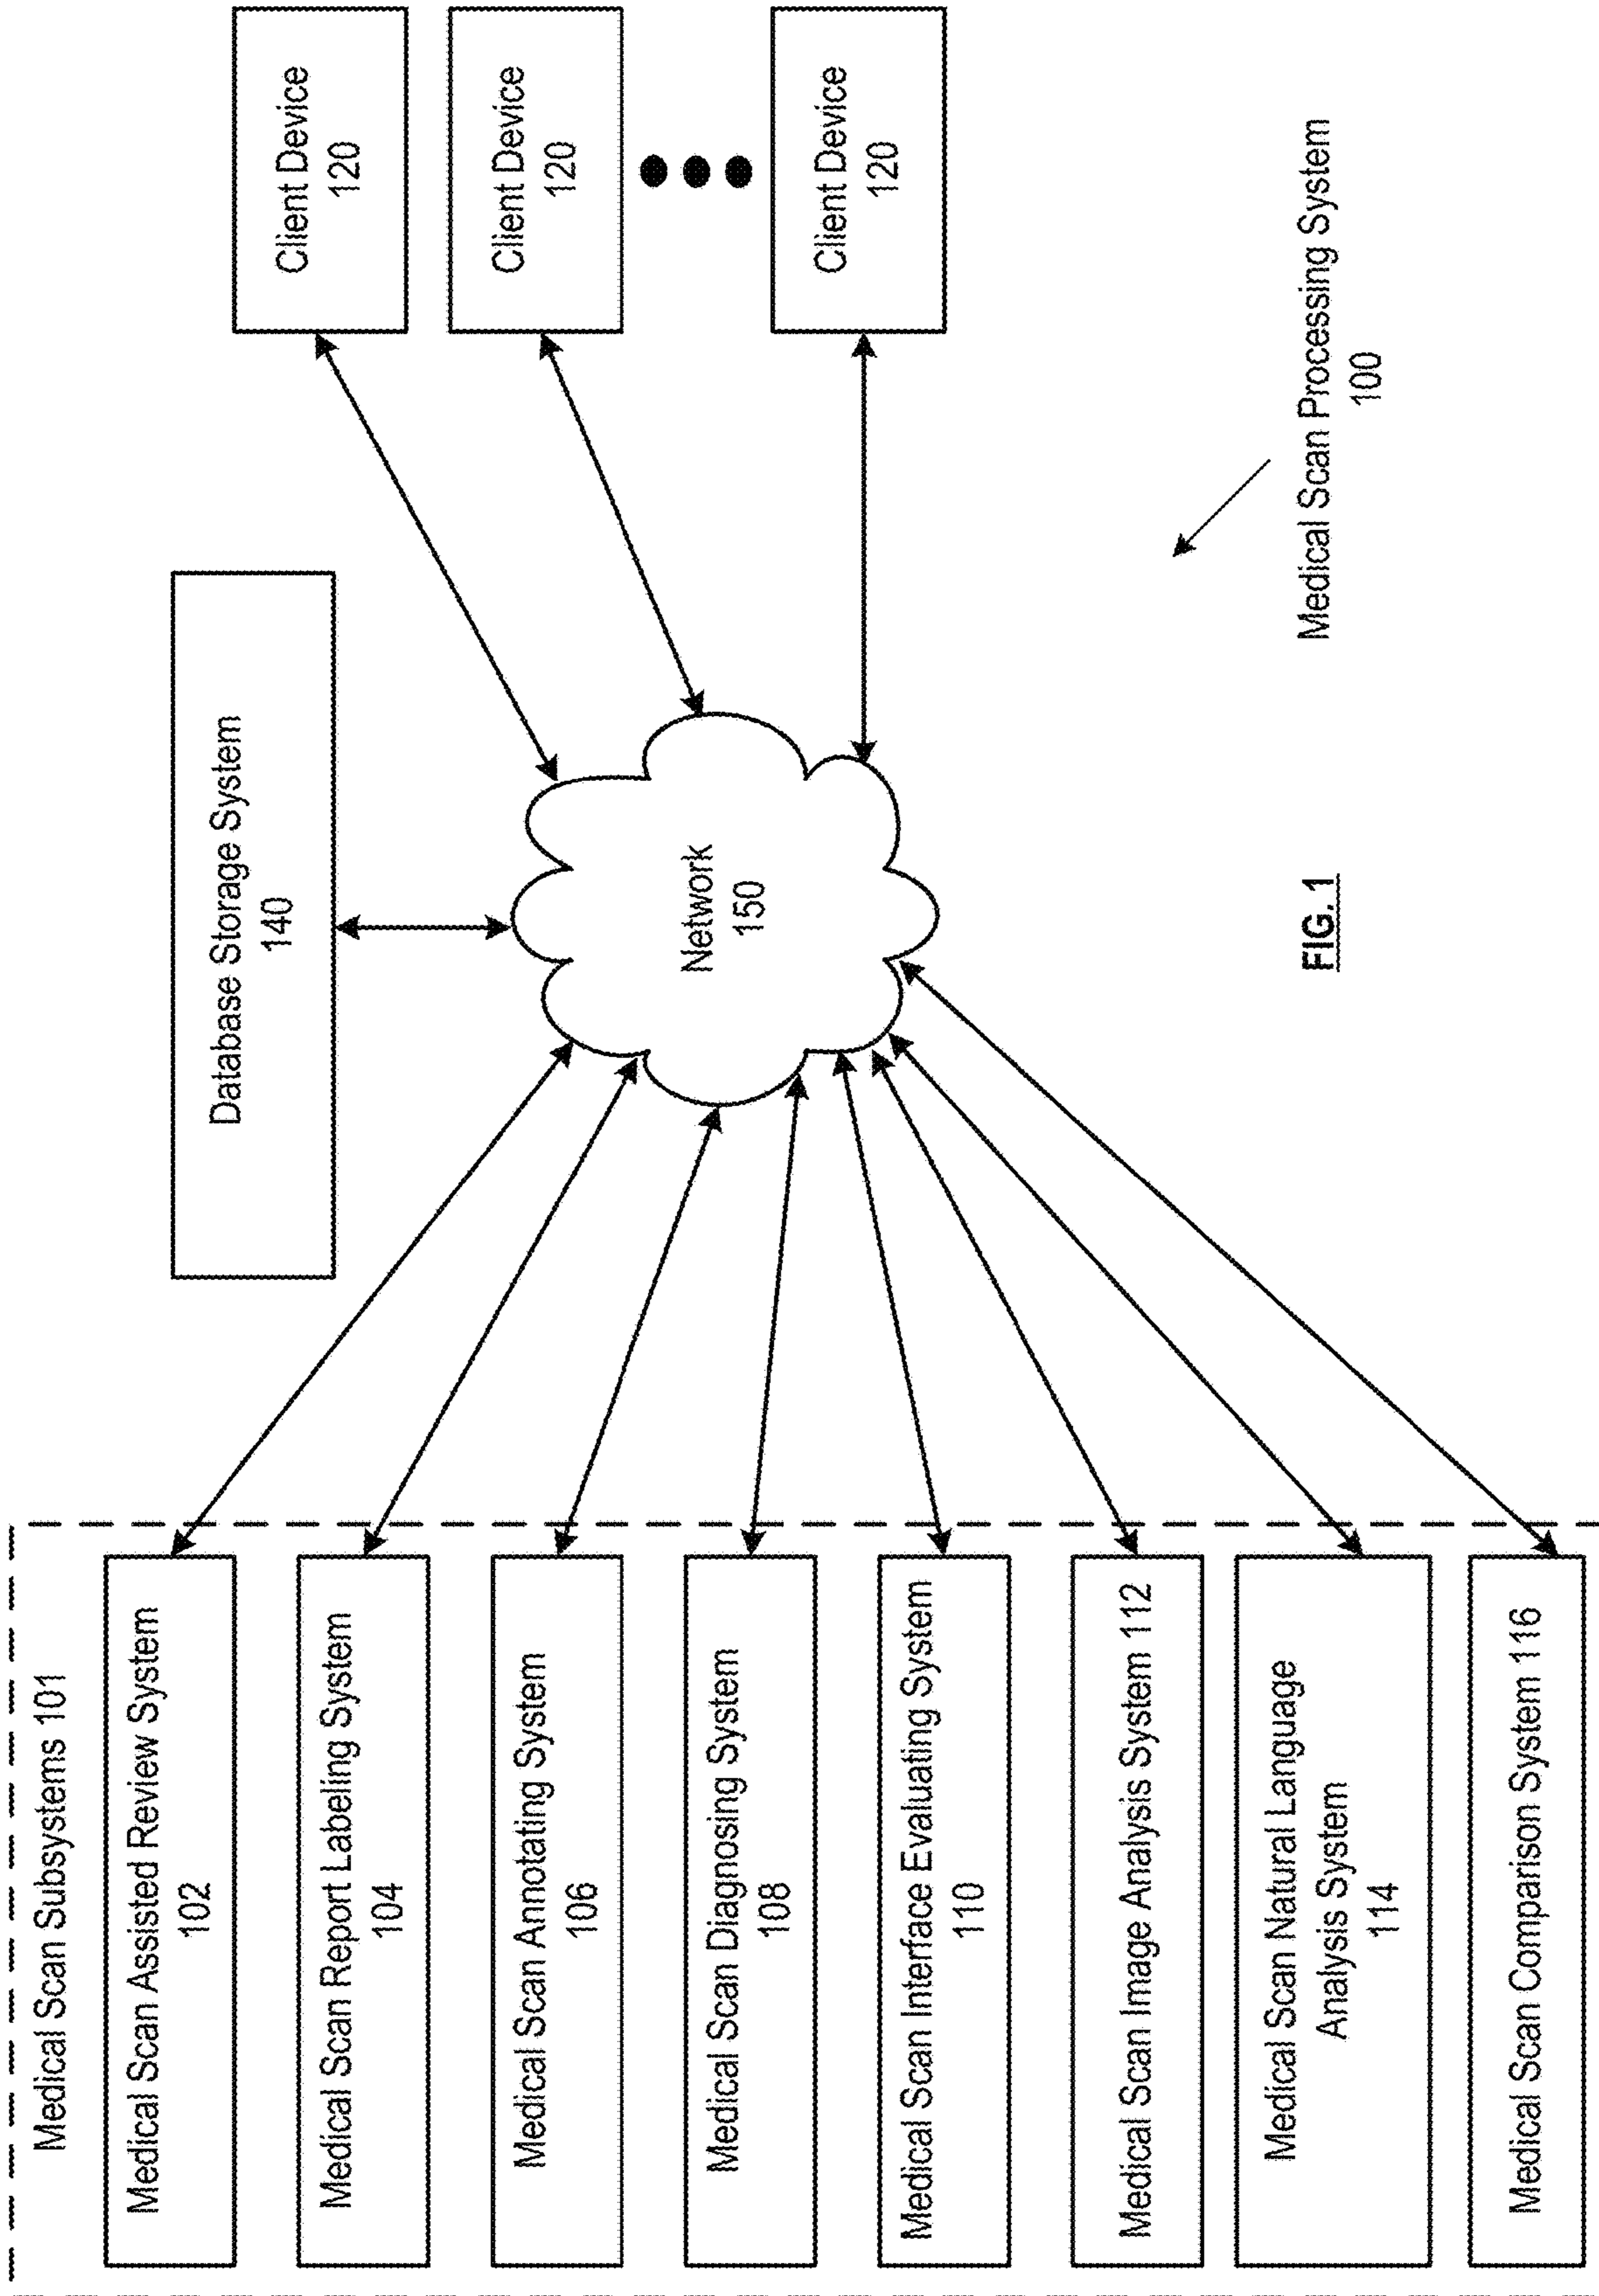 Medical Scan Subsystems 101
Medical Scan Assisted Review System
102
Medical Scan Report Labeling System
104
Medical Scan Annotating System
106
Medical Scan Diagnosing System
108
Medical Scan Interface Evaluating System
110
Medical Scan Image Analysis System 112
Medical Scan Natural Language
Analysis System
114
Medical Scan Comparison System 116
Database Storage System
140
Network
150
Client Device
120
Client Device
120
Client Device
120
Medical Scan Processing System
100
FIG. 1